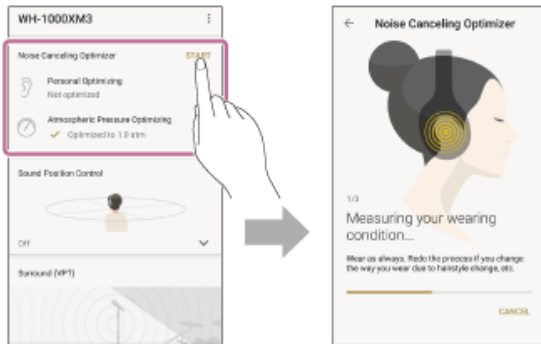 WH-1000XM3
Noise Canceling Optimizer
START
Personal Optimizing
Not optimized
Atmospheric Pressure Optimizing
Optimized to 1.0 atm
Sound Position Control
Off
Surround (VPT)
Noise Canceling Optimizer
1/3
Measuring your wearing
condition...
Wear as always. Redo the process if you change
the way you wear due to hairstyle change, etc.
CANCEL